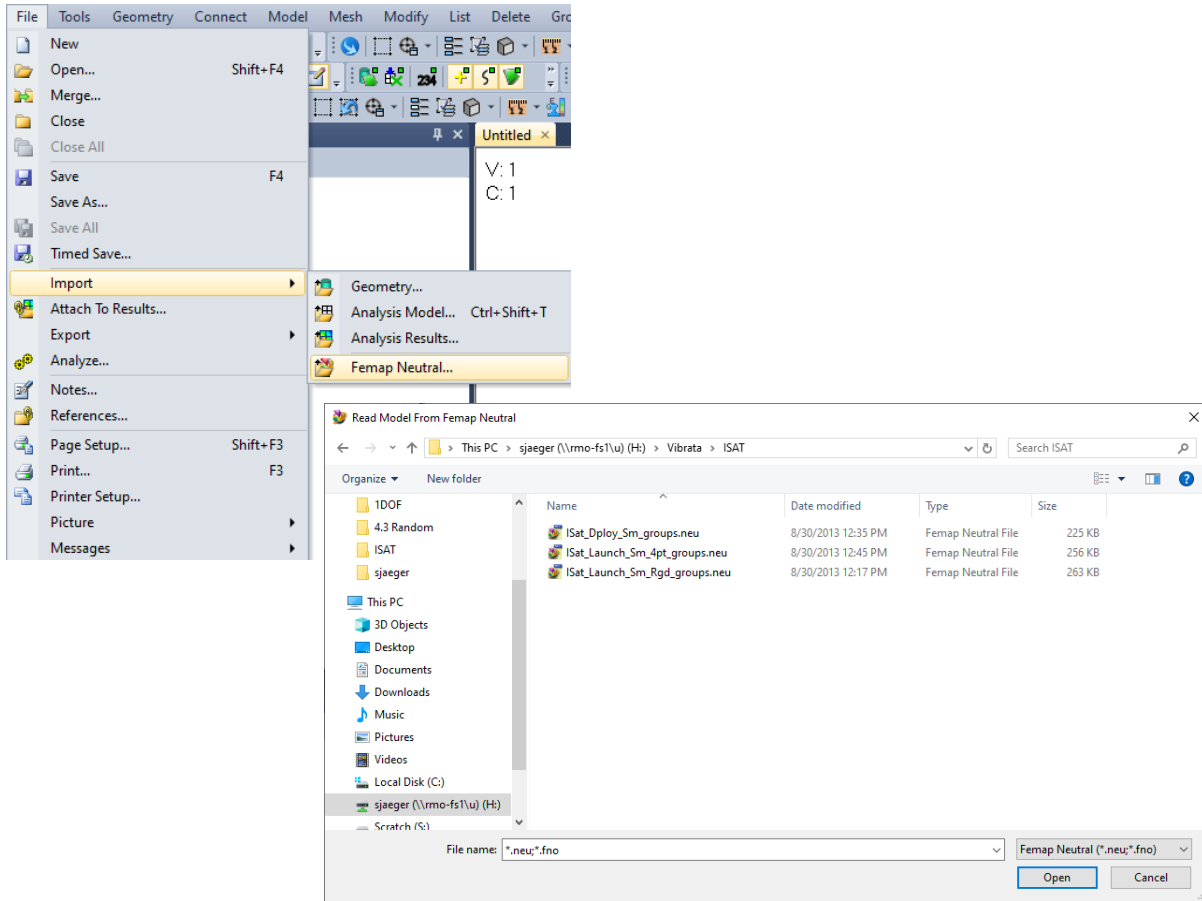 File Tools Geometry Connect Model Mesh Modify List Delete
New
Open... Shift+F4
Merge...
Close
Close All
Save F4
Save As...
Save All
Timed Save...
Import
Attach To Results...
Export
Analyze...
Notes...
References...
Page Setup... Shift+F3
Print... F3
Printer Setup...
Picture
Messages
234
Untitled
V: 1
C: 1
Geometry...
Analysis Model... Ctrl+Shift+T
Analysis Results...
Femap Neutral...
Read Model From Femap Neutral
This PC › sjaeger (\\rmo-fs1\u) (H:) › Vibrata › ISAT
Search ISAT
Organize New folder
1DOF
4.3 Random
ISAT
sjaeger
This PC
3D Objects
Desktop
Documents
Downloads
Music
Pictures
Videos
Local Disk (C:)
sjaeger (\\rmo-fs1\u) (H:)
Scratch (S:)
Name Date modified Type Size
ISat_Dploy_Sm_groups.neu 8/30/2013 12:35 PM Femap Neutral File 225 KB
ISat_Launch_Sm_4pt_groups.neu 8/30/2013 12:45 PM Femap Neutral File 256 KB
ISat_Launch_Sm_Rgd_groups.neu 8/30/2013 12:17 PM Femap Neutral File 263 KB
File name: *.neu;*.fno
Femap Neutral (*.neu;*.fno)
Open Cancel